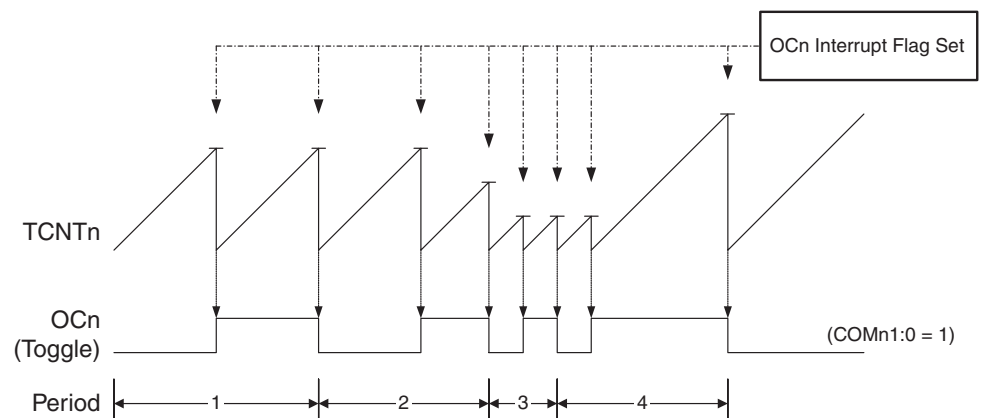 OCn Interrupt Flag Set
TCNTn
OCn
(Toggle)
(COMn1:0 = 1)
Period
1
2
3
4